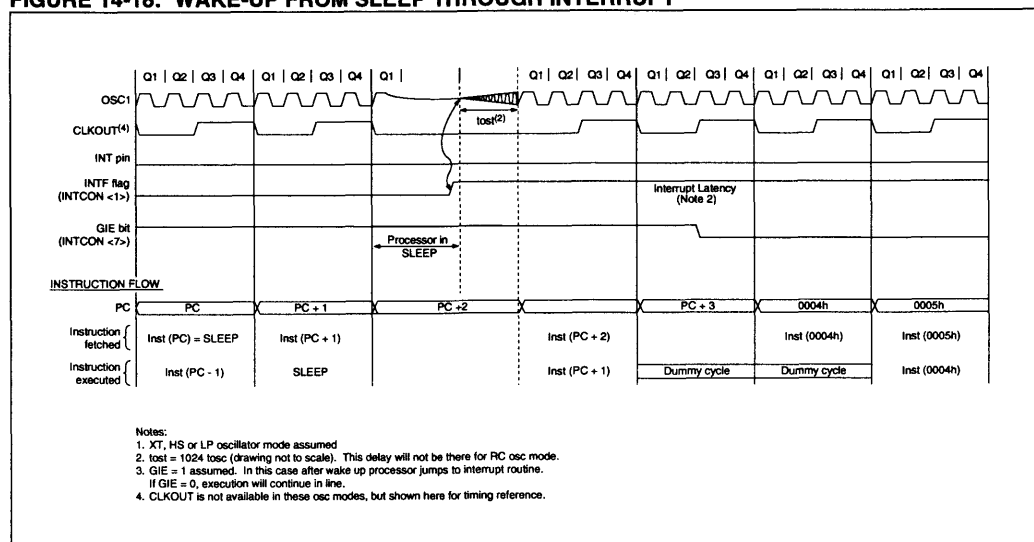 FIGURE 14-18: WAKE-UP FROM SLEEP THROUGH INTERRUPT
Q1 | Q2 | Q3 | Q4 | Q1 | Q2 | Q3 | Q4 | Q1 | Q1 | Q2 | Q3 | Q4 | Q1 | Q2 | Q3 | Q4 | Q1 | Q2 | Q3 | Q4 | Q1 | Q2 | Q3 | Q4
OSC1
tost(2)
CLKOUT(4)
INT pin
INTF flag
(INTCON <1>)
Interrupt Latency
(Note 2)
GIE bit
(INTCON <7>)
Processor in
SLEEP
INSTRUCTION FLOW
PC PC PC + 1 PC +2 PC + 3 0004h 0005h
Instruction
fetched { Inst (PC) = SLEEP Inst (PC + 1) Inst (PC + 2) Inst (0004h) Inst (0005h)
Instruction
executed { Inst (PC - 1) SLEEP Inst (PC + 1) Dummy cycle Dummy cycle Inst (0004h)
Notes:
1. XT, HS or LP oscillator mode assumed
2. tost = 1024 tosc (drawing not to scale). This delay will not be there for RC osc mode.
3. GIE = 1 assumed. In this case after wake up processor jumps to interrupt routine.
If GIE = 0, execution will continue in line.
4. CLKOUT is not available in these osc modes, but shown here for timing reference.